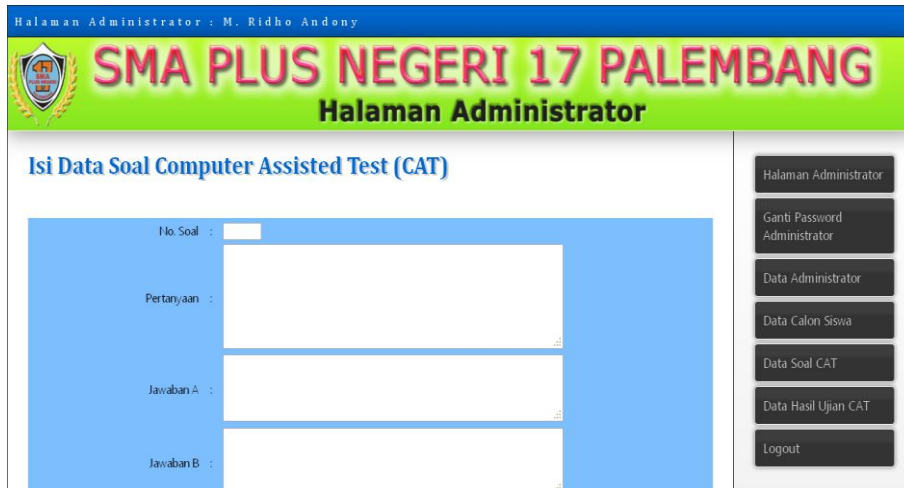 Halaman Administrator : M. Ridho Andony
SMA PLUS NEGERI 17 PALEMBANG
Halaman Administrator
Isi Data Soal Computer Assisted Test (CAT)
No. Soal :
Pertanyaan :
Jawaban A :
Jawaban B :
Halaman Administrator
Ganti Password
Administrator
Data Administrator
Data Calon Siswa
Data Soal CAT
Data Hasil Ujian CAT
Logout